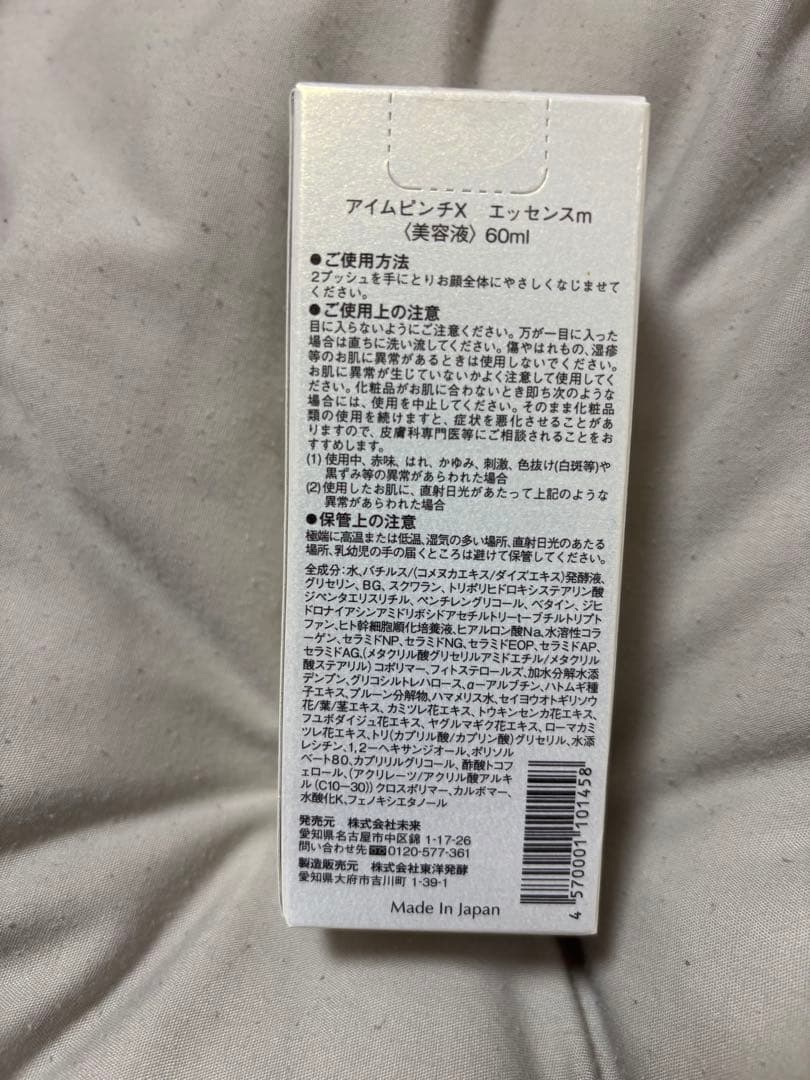 アイムピンチX　エッセンスm
〈美容液〉60ml
●ご使用方法
2プッシュを手にとりお顔全体にやさしくなじませて
ください。
●ご使用上の注意
目に入らないようにご注意ください。万が一目に入った
場合は直ちに洗い流してください。傷やはれもの、湿疹
等のお肌に異常があるときは使用しないでください。
お肌に異常が生じていないかよく注意して使用してく
ださい。化粧品がお肌に合わないとき即ち次のような
場合には、使用を中止してください。そのまま化粧品
類の使用を続けますと、症状を悪化させることがあ
りますので、皮膚科専門医等にご相談されることをお
すすめします。
(1) 使用中、赤味、はれ、かゆみ、刺激、色抜け(白斑等)や
黒ずみ等の異常があらわれた場合
(2)使用したお肌に、直射日光があたって上記のような
異常があらわれた場合
●保管上の注意
極端に高温または低温、湿気の多い場所、直射日光のあたる
場所、乳幼児の手の届くところは避けて保管してください。
全成分：水、バチルス/(コメヌカエキス/ダイズエキス)発酵液、
グリセリン、BG、スクワラン、トリポリヒドロキシステアリン酸
ジペンタエリスリチル、ペンチレングリコール、ベタイン、ジヒ
ドロナイアシンアミドリボシドアセチルトリーt-ブチルトリプト
ファン、ヒト幹細胞順化培養液、ヒアルロン酸Na、水溶性コラ
ーゲン、セラミドNP、セラミドNG、セラミドEOP、セラミドAP、
セラミドAG、(メタクリル酸グリセリルアミドエチル/メタクリル
酸ステアリル)コポリマー、フィトステロールズ、加水分解水添
デンプン、グリコシルトレハロース、α-アルブチン、ハトムギ種
子エキス、プルーン分解物、ハマメリス水、セイヨウオトギリソウ
花/葉/茎エキス、カミツレ花エキス、トウキンセンカ花エキス、
フユボダイジュ花エキス、ヤグルマギク花エキス、ローマカミ
ツレ花エキス、トリ(カプリル酸/カプリン酸)グリセリル、水添
レシチン、1,2-ヘキサンジオール、ポリソル
ベート80、カプリリルグリコール、酢酸トコフ
ェロール、(アクリレーツ/アクリル酸アルキ
ル(C10-30))クロスポリマー、カルボマー、
水酸化K、フェノキシエタノール
発売元　株式会社未来
愛知県名古屋市中区錦 1-17-26
問い合わせ先 0120-577-361
製造販売元　株式会社東洋発酵
愛知県大府市吉川町 1-39-1
Made In Japan
4 570001 101458